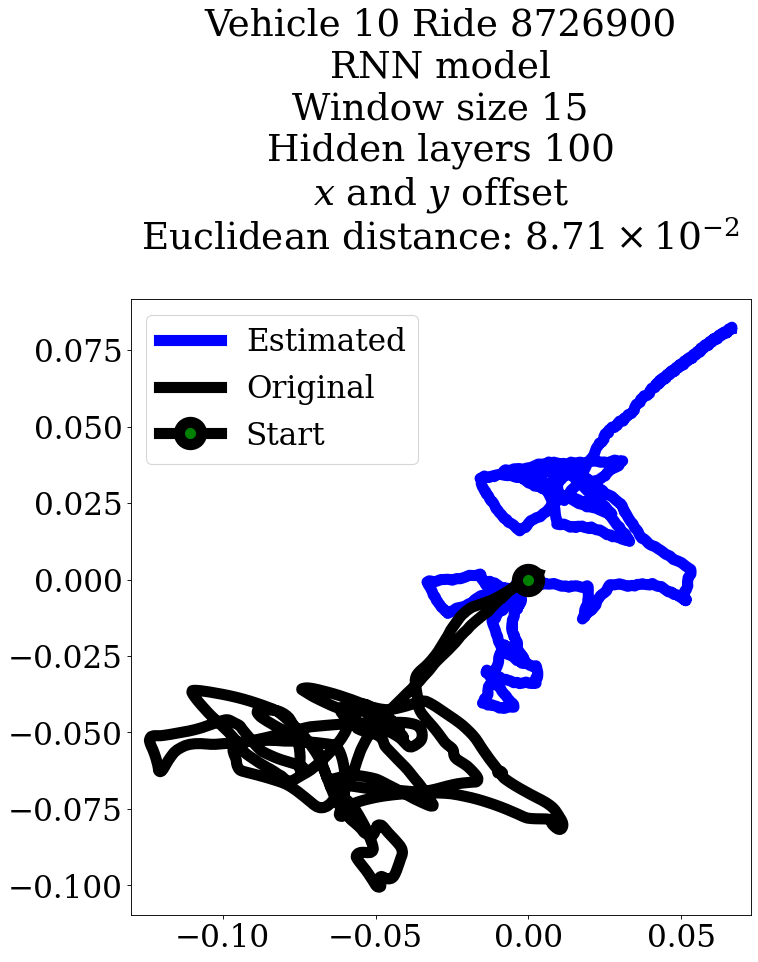 Vehicle 10 Ride 8726900
RNN model
Window size 15
Hidden layers 100
x and y offset
Euclidean distance: 8.71 × 10⁻²
Estimated
Original
Start
0.075
0.050
0.025
0.000
−0.025
−0.050
−0.075
−0.100
−0.10 −0.05 0.00 0.05